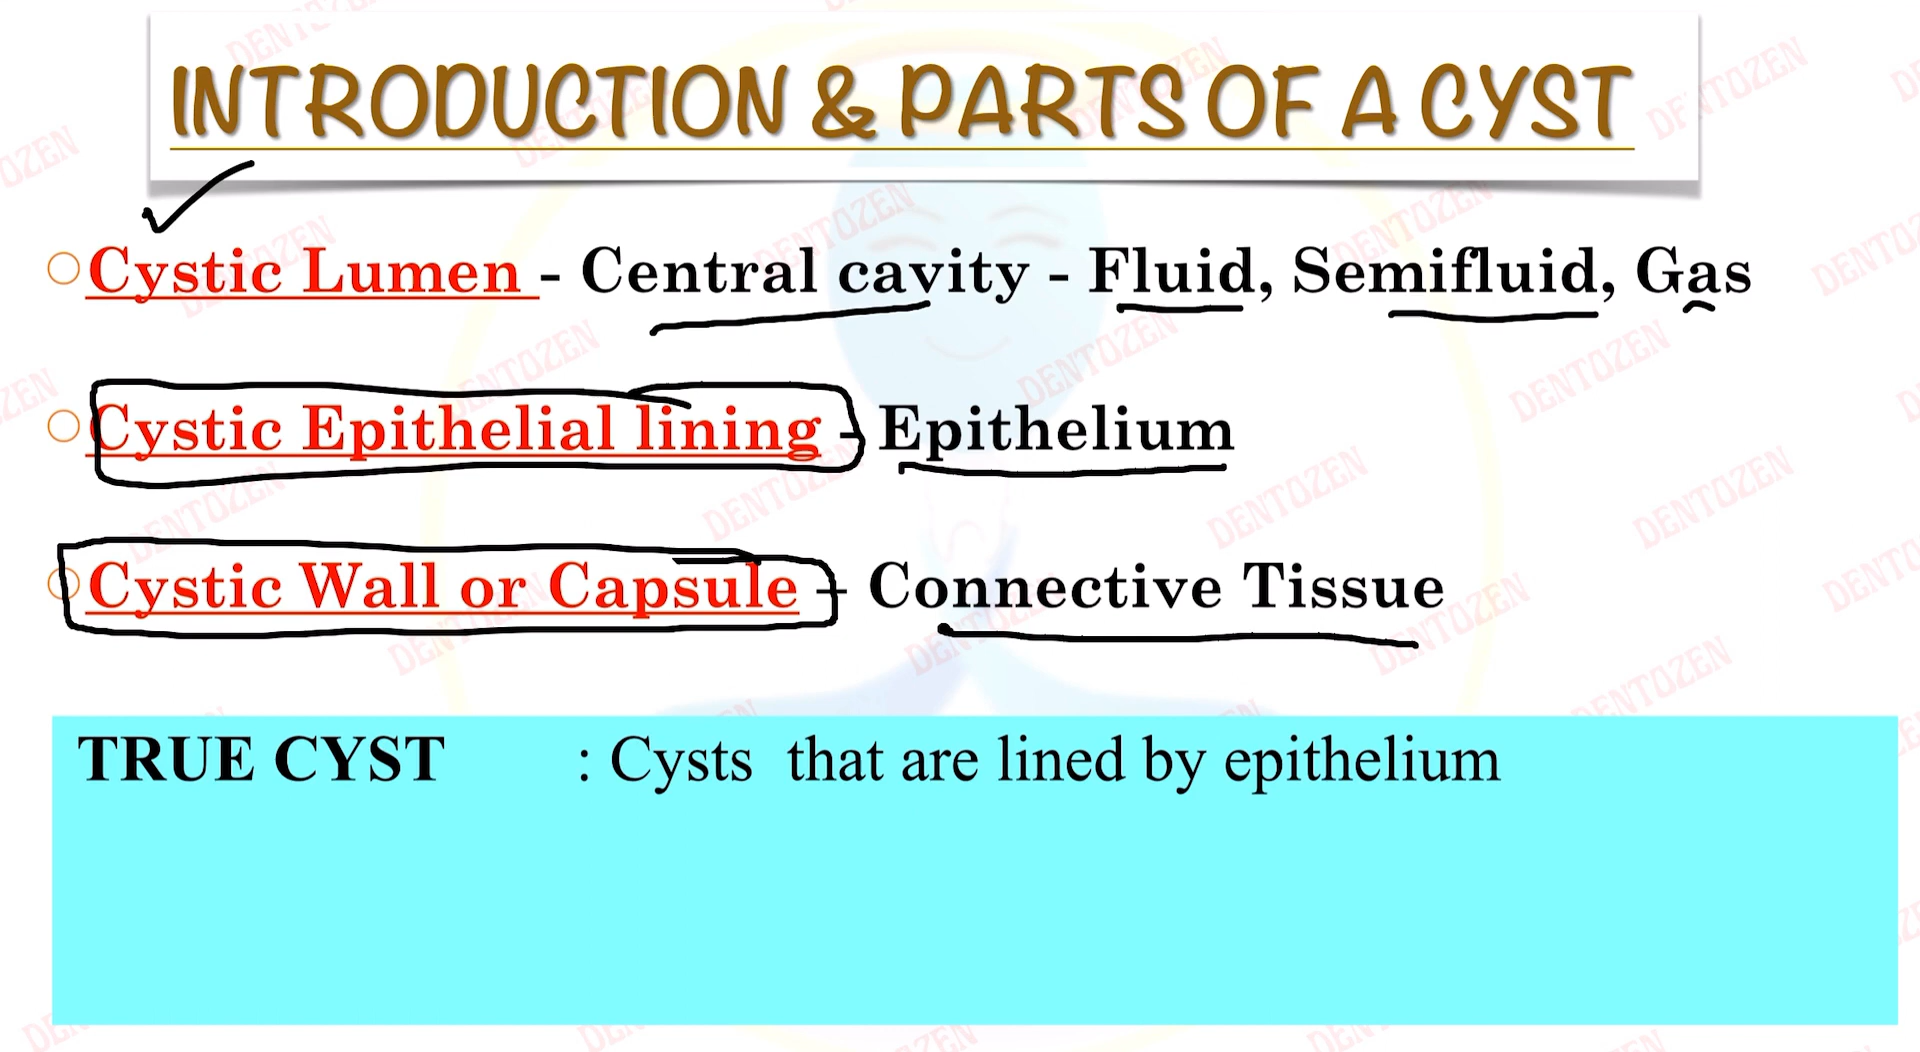 INTRODUCTION & PARTS OF A CYST
Cystic Lumen - Central cavity - Fluid, Semifluid, Gas
Cystic Epithelial lining - Epithelium
Cystic Wall or Capsule - Connective Tissue
TRUE CYST : Cysts that are lined by epithelium
DENTOZEN